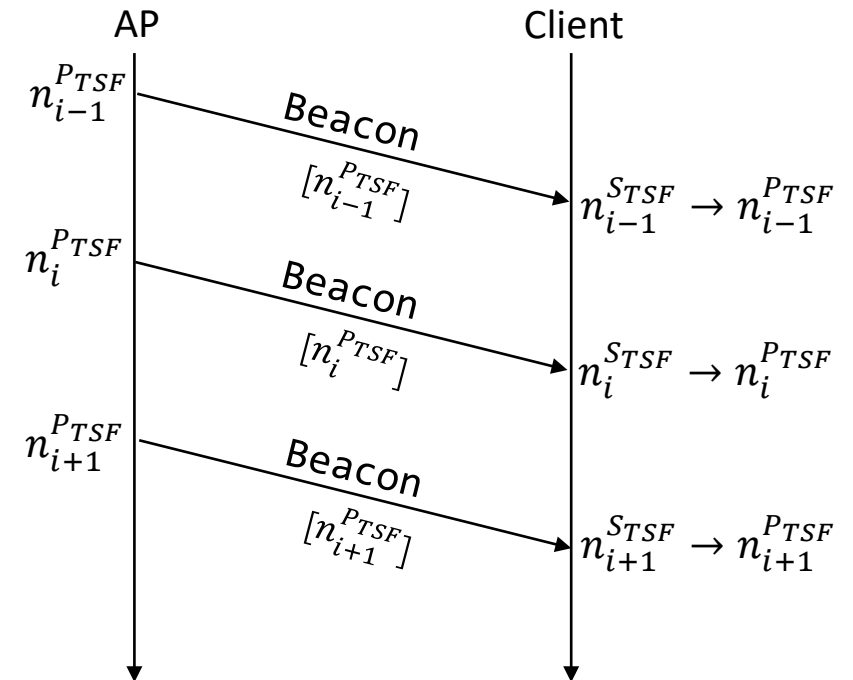 AP
Client
n_{i-1}^{P_{TSF}}
Beacon
[n_{i-1}^{P_{TSF}}]
n_{i-1}^{S_{TSF}} → n_{i-1}^{P_{TSF}}
n_i^{P_{TSF}}
Beacon
[n_i^{P_{TSF}}]
n_i^{S_{TSF}} → n_i^{P_{TSF}}
n_{i+1}^{P_{TSF}}
Beacon
[n_{i+1}^{P_{TSF}}]
n_{i+1}^{S_{TSF}} → n_{i+1}^{P_{TSF}}